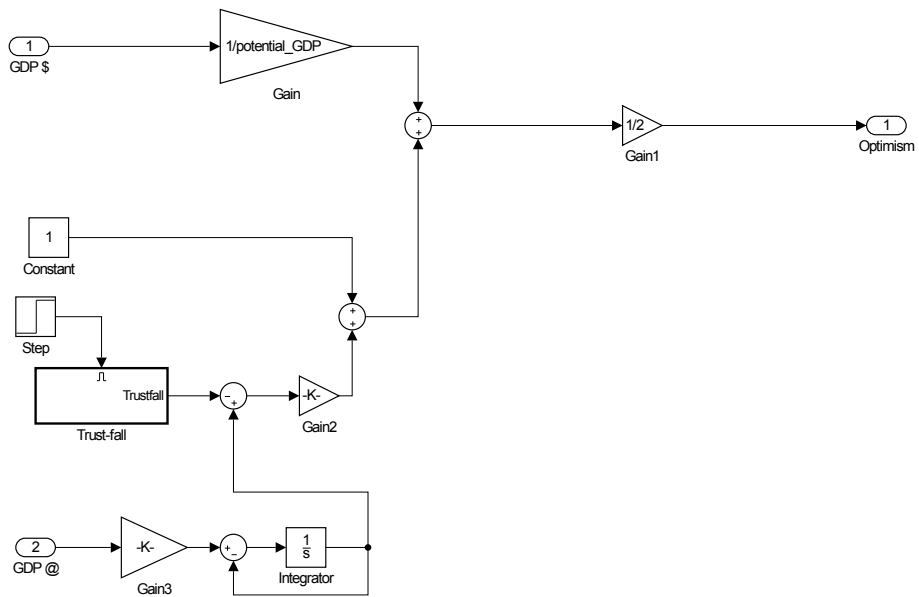 1
GDP $
1/potential_GDP
Gain
+
+
1/2
Gain1
1
Optimism
1
Constant
+
+
Step
Trustfall
Trust-fall
−
+
-K-
Gain2
2
GDP @
-K-
Gain3
+
−
1
s
Integrator